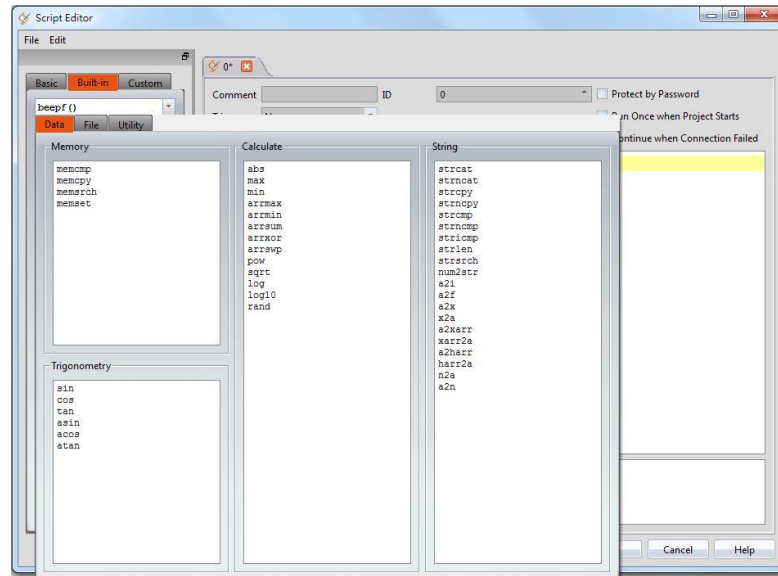 Script Editor
File Edit
0*
Basic Built-in Custom
Comment ID 0 Protect by Password
beepf()
Run Once when Project Starts
Data File Utility
Continue when Connection Failed
Memory
memcmp
memcpy
memsrch
memset
Trigonometry
sin
cos
tan
asin
acos
atan
Calculate
abs
max
min
arrmax
arrmin
arrsum
arrxor
arrswp
pow
sqrt
log
log10
rand
String
strcat
strncat
strcpy
strncpy
strcmp
strncmp
stricmp
strlen
strsrch
num2str
a2i
a2f
a2x
x2a
a2xarr
xarr2a
a2harr
harr2a
n2a
a2n
Cancel Help